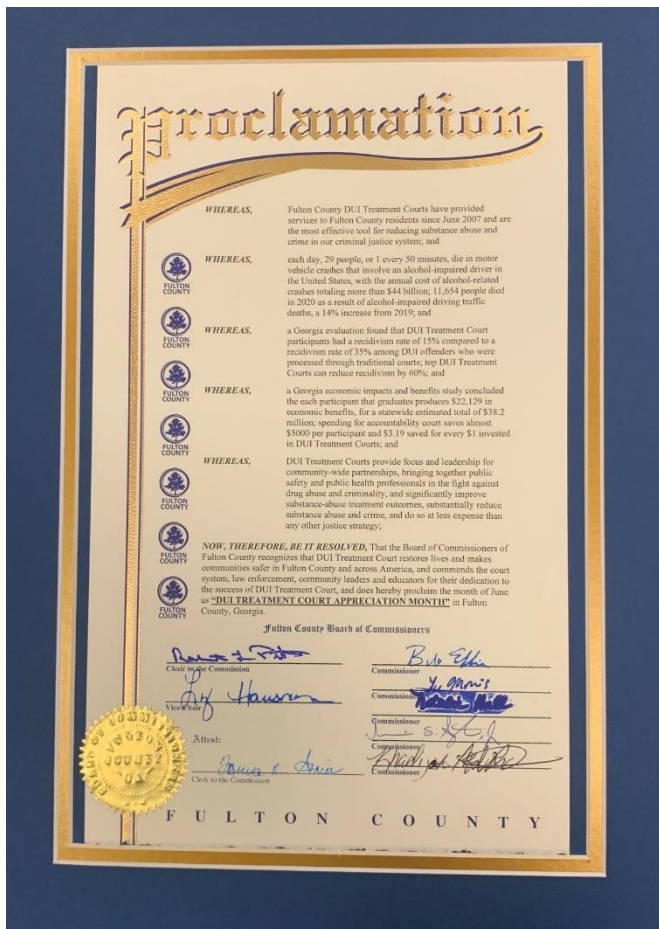 Proclamation
WHEREAS, Fulton County DUI Treatment Courts have provided
services to Fulton County residents since June 2007 and are
the most effective tool for reducing substance abuse and
crime in our criminal justice system; and
WHEREAS, each day, 29 people, or 1 every 50 minutes, die in motor
vehicle crashes that involve an alcohol-impaired driver in
the United States, with the annual cost of alcohol-related
crashes totaling more than $44 billion; 11,654 people died
in 2020 as a result of alcohol-impaired driving traffic
deaths, a 14% increase from 2019; and
WHEREAS, a Georgia evaluation found that DUI Treatment Court
participants had a recidivism rate of 15% compared to a
recidivism rate of 35% among DUI offenders who were
processed through traditional courts; top DUI Treatment
Courts can reduce recidivism by 60%; and
WHEREAS, a Georgia economic impacts and benefits study concluded
the each participant that graduates produces $22,129 in
economic benefits, for a statewide estimated total of $38.2
million; spending for accountability court saves almost
$5000 per participant and $3.19 saved for every $1 invested
in DUI Treatment Courts; and
WHEREAS, DUI Treatment Courts provide focus and leadership for
community-wide partnerships, bringing together public
safety and public health professionals in the fight against
drug abuse and criminality, and significantly improve
substance-abuse treatment outcomes, substantially reduce
substance abuse and crime, and do so at less expense than
any other justice strategy;
FULTON
COUNTY
FULTON
COUNTY
FULTON
COUNTY
FULTON
COUNTY
FULTON
COUNTY
FULTON
COUNTY
FULTON
COUNTY
NOW, THEREFORE, BE IT RESOLVED, That the Board of Commissioners of
Fulton County recognizes that DUI Treatment Court restores lives and makes
communities safer in Fulton County and across America, and commends the court
system, law enforcement, community leaders and educators for their dedication to
the success of DUI Treatment Court, and does hereby proclaim the month of June
as "DUI TREATMENT COURT APPRECIATION MONTH" in Fulton
County, Georgia.
Fulton County Board of Commissioners
Chair to the Commission
Commissioner
Liz Hausmann
Vice Chair
Commissioner
Commissioner
Attest:
Commissioner
Clerk to the Commission
Commissioner
BOARD OF COMMISSIONERS
FULTON
COUNTY
GA
FULTON COUNTY